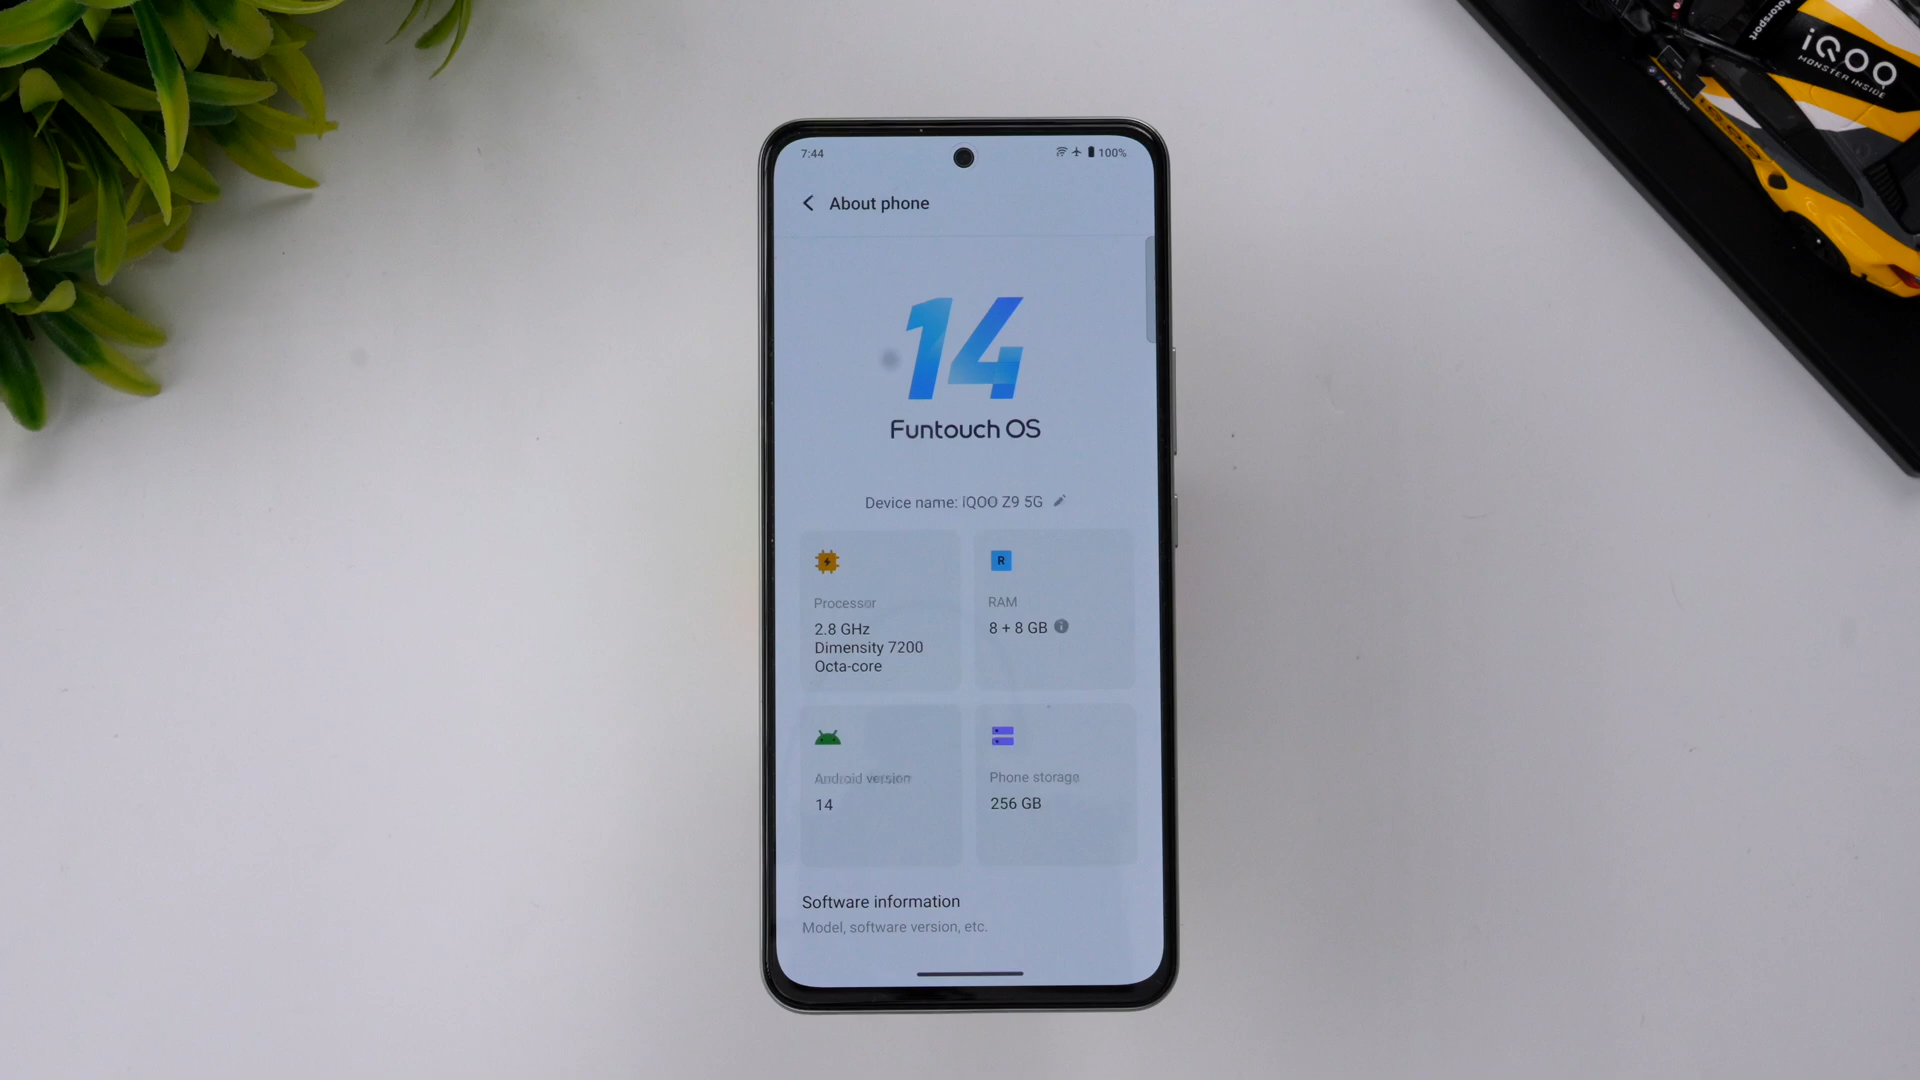 7:44
100%
About phone
14
Funtouch OS
Device name: iQOO Z9 5G
Processor
2.8 GHz
Dimensity 7200
Octa-core
R
RAM
8 + 8 GB
Android version
14
Phone storage
256 GB
Software information
Model, software version, etc.
iQOO
MONSTER INSIDE